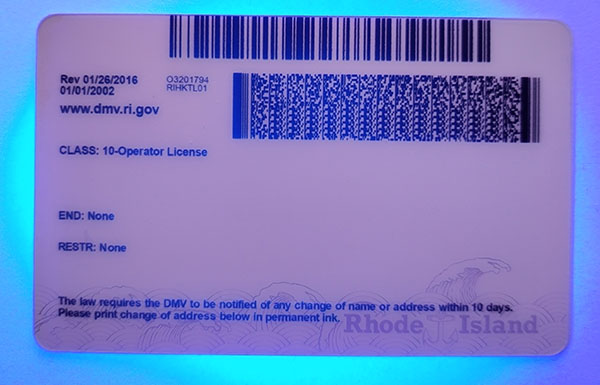 Rev 01/26/2016
01/01/2002
O3201794
RIHKTL01
www.dmv.ri.gov
CLASS: 10-Operator License
END: None
RESTR: None
The law requires the DMV to be notified of any change of name or address within 10 days.
Please print change of address below in permanent ink.
Rhode Island